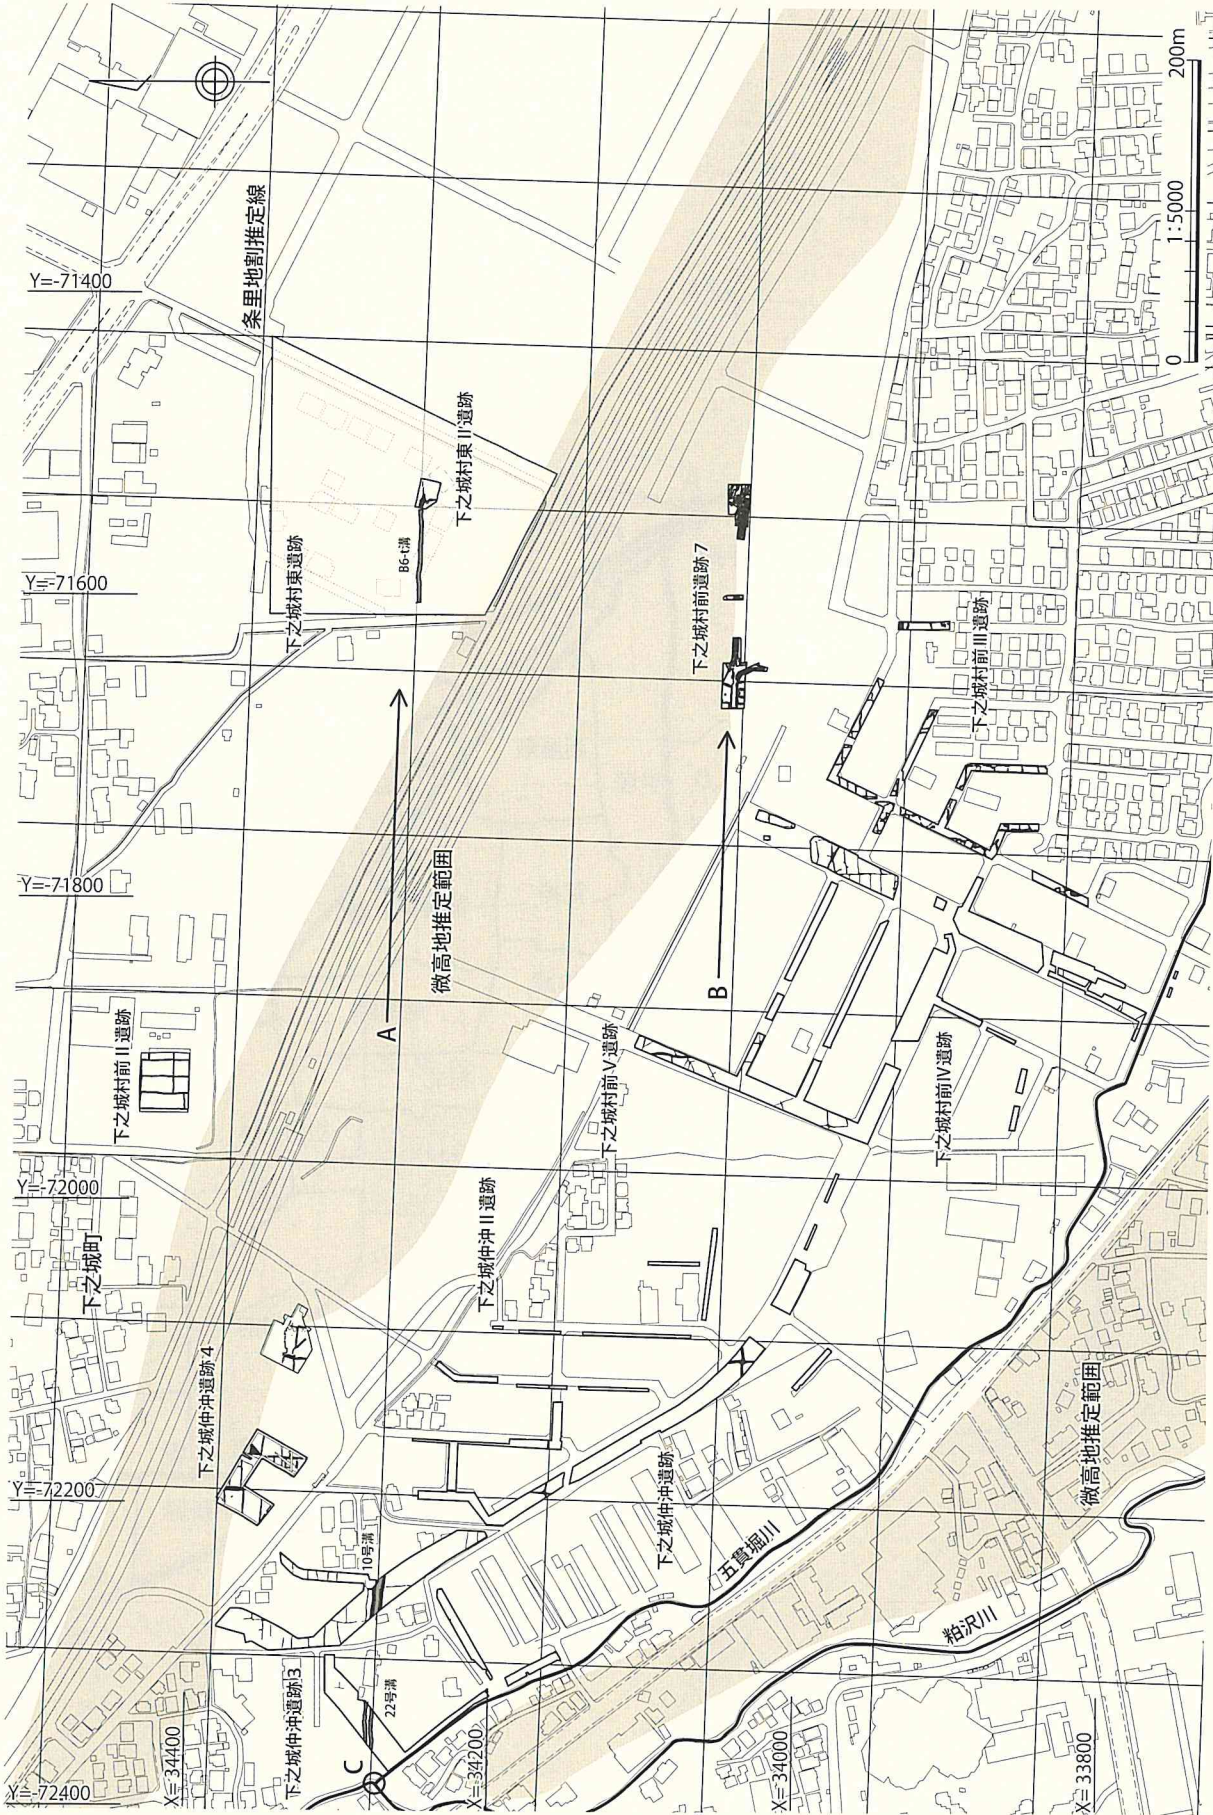 Y=-71400
Y=-71600
Y=-71800
Y=-72000
Y=-72200
Y=-72400
X= 34400
X= 34200
X= 34000
X= 33800
条里地割推定線
下之城村東遺跡
下之城村東Ⅱ遺跡
B6-t溝
下之城村前Ⅱ遺跡
下之城町
A
微高地推定範囲
B
下之城村前遺跡7
下之城村前Ⅲ遺跡
下之城村前Ⅴ遺跡
下之城村前Ⅳ遺跡
下之城仲沖Ⅱ遺跡
下之城仲沖遺跡4
下之城仲沖遺跡
下之城仲沖遺跡3
10号溝
22号溝
C
五貫堀川
粕沢川
微高地推定範囲
0
1:5000
200m